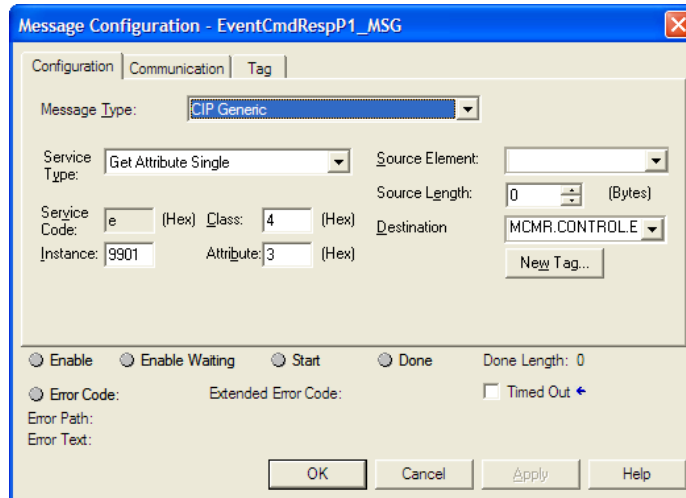 Message Configuration - EventCmdRespP1_MSG
Configuration Communication Tag
Message Type: CIP Generic
Service Type: Get Attribute Single
Source Element:
Source Length: 0 (Bytes)
Service Code: e (Hex) Class: 4 (Hex)
Destination MCMR.CONTROL.E
Instance: 9901 Attribute: 3 (Hex)
New Tag...
Enable Enable Waiting Start Done Done Length: 0
Error Code: Extended Error Code: Timed Out
Error Path:
Error Text:
OK Cancel Apply Help